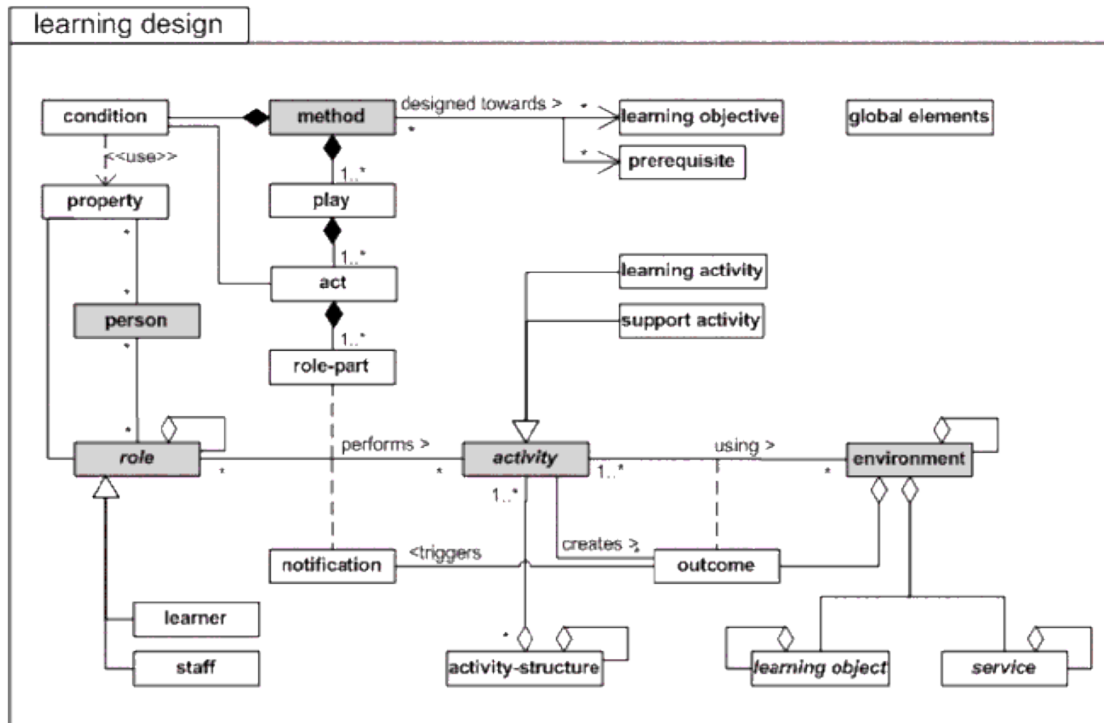 learning design
condition
method
designed towards >
*
*
learning objective
global elements
*
prerequisite
<<use>>
1..*
property
play
*
1..*
act
learning activity
*
person
support activity
*
1..*
role-part
*
role
performs >
*
*
activity
using >
1..*
*
environment
1..*
notification
<triggers
creates >
*
outcome
learner
*
staff
activity-structure
learning object
service